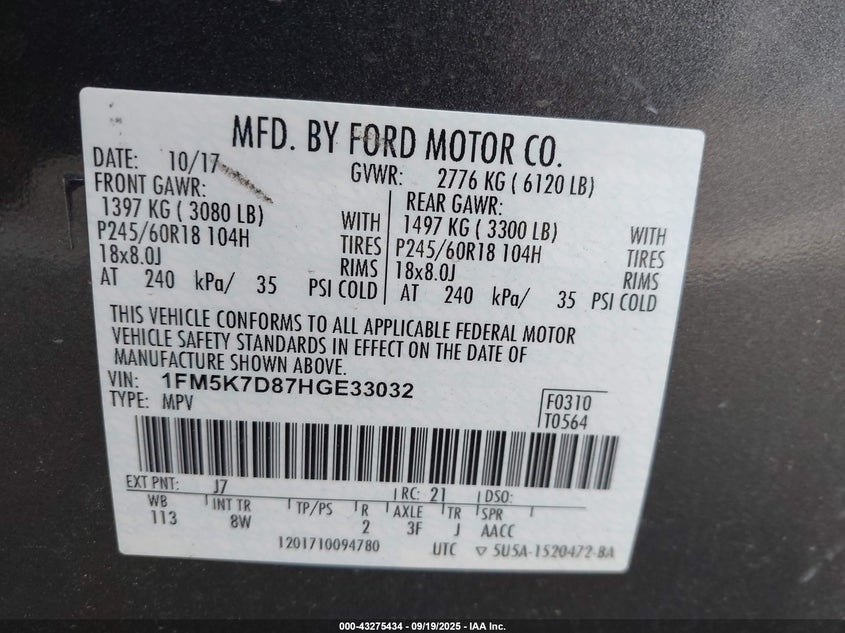 MFD. BY FORD MOTOR CO.
DATE: 10/17
GVWR: 2776 KG ( 6120 LB)
FRONT GAWR:
1397 KG ( 3080 LB) WITH
P245/60R18 104H TIRES
18x8.0J RIMS
AT 240 kPa/ 35 PSI COLD
REAR GAWR:
1497 KG ( 3300 LB) WITH
P245/60R18 104H TIRES
18x8.0J RIMS
AT 240 kPa/ 35 PSI COLD
THIS VEHICLE CONFORMS TO ALL APPLICABLE FEDERAL MOTOR
VEHICLE SAFETY STANDARDS IN EFFECT ON THE DATE OF
MANUFACTURE SHOWN ABOVE.
VIN: 1FM5K7D87HGE33032
TYPE: MPV
F0310
T0564
EXT PNT: J7 RC: 21 DSO:
WB INT TR TP/PS R AXLE TR SPR
113 8W 2 3F J AACC
1201710094780 UTC ▽ 5U5A-1520472-BA
000-43275434 - 09/19/2025 - IAA Inc.